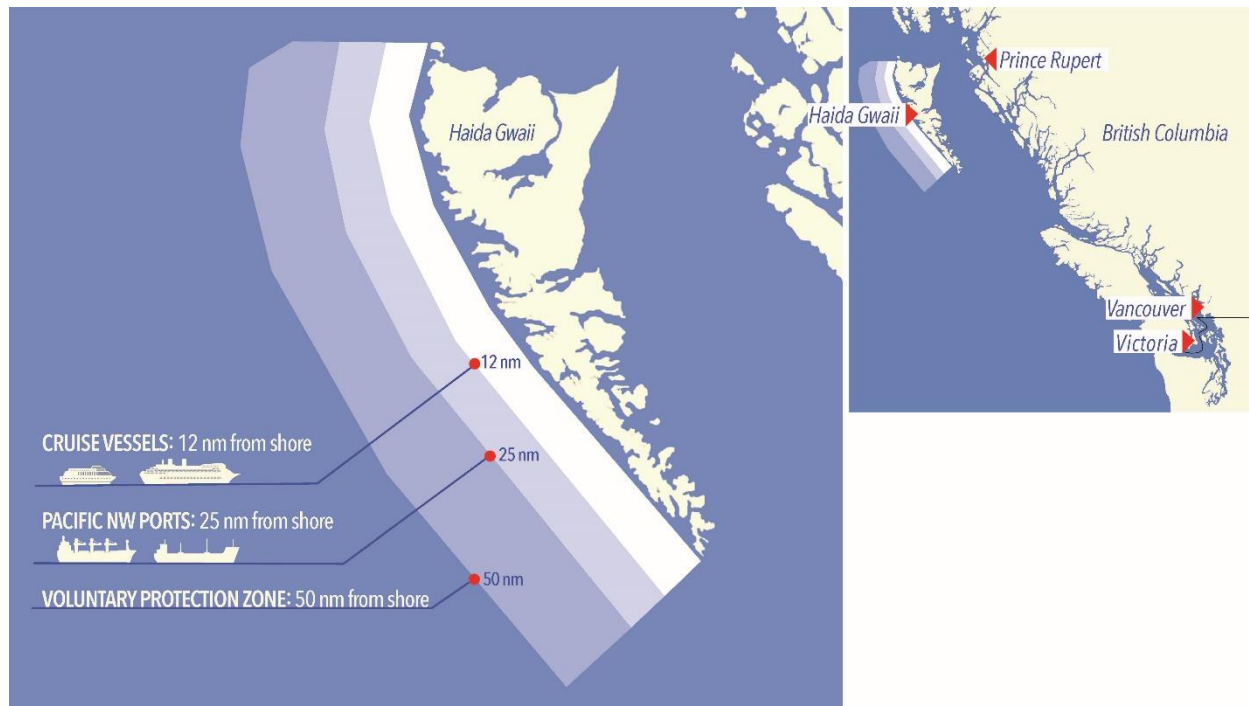 Haida Gwaii
12 nm
CRUISE VESSELS: 12 nm from shore
25 nm
PACIFIC NW PORTS: 25 nm from shore
50 nm
VOLUNTARY PROTECTION ZONE: 50 nm from shore
Prince Rupert
Haida Gwaii
British Columbia
Vancouver
Victoria